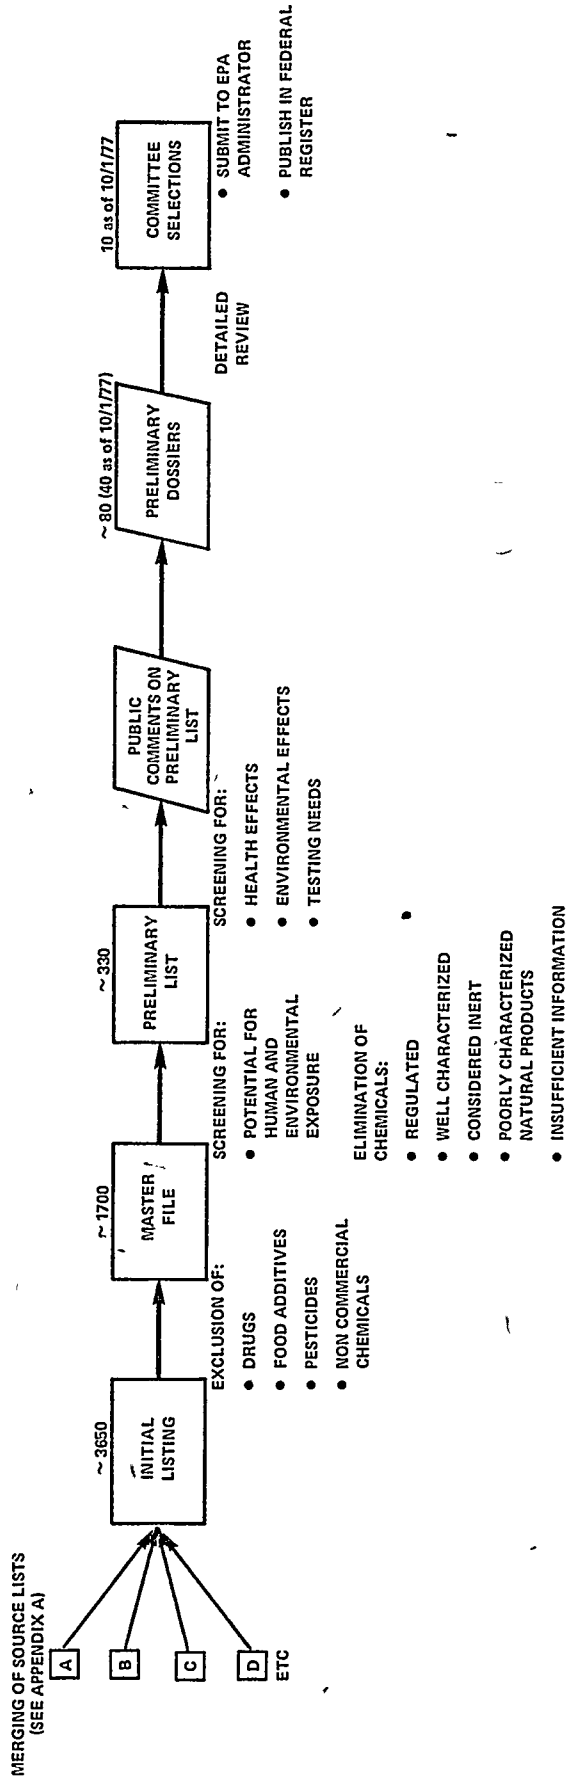 MERGING OF SOURCE LISTS
(SEE APPENDIX A)
A
B
C
D
ETC
~ 3650
INITIAL
LISTING
EXCLUSION OF:
● DRUGS
● FOOD ADDITIVES
● PESTICIDES
● NON COMMERCIAL
CHEMICALS
~ 1700
MASTER
FILE
SCREENING FOR:
● POTENTIAL FOR
HUMAN AND
ENVIRONMENTAL
EXPOSURE
ELIMINATION OF
CHEMICALS:
● REGULATED
● WELL CHARACTERIZED
● CONSIDERED INERT
● POORLY CHARACTERIZED
NATURAL PRODUCTS
● INSUFFICIENT INFORMATION
~ 330
PRELIMINARY
LIST
SCREENING FOR:
● HEALTH EFFECTS
● ENVIRONMENTAL EFFECTS
● TESTING NEEDS
PUBLIC
COMMENTS ON
PRELIMINARY
LIST
~ 80 (40 as of 10/1/77)
PRELIMINARY
DOSSIERS
DETAILED
REVIEW
10 as of 10/1/77
COMMITTEE
SELECTIONS
● SUBMIT TO EPA
ADMINISTRATOR
● PUBLISH IN FEDERAL
REGISTER